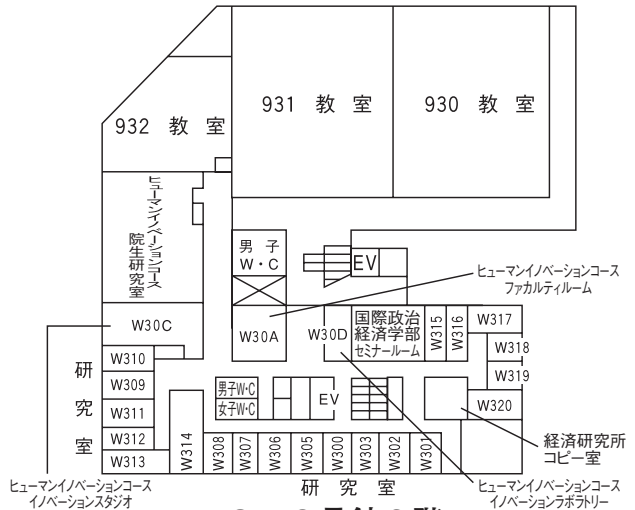 932 教 室
931 教 室
930 教 室
ヒューマンイノベーションコース
院生研究室
男 子
W・C
EV
ヒューマンイノベーションコース
ファカルティルーム
W30C
W30A
W30D
国際政治
経済学部
セミナールーム
W315
W316
W317
W318
W319
W320
W310
W309
W311
W312
W313
研究室
W314
男子W・C
女子W・C
EV
W308
W307
W306
W305
W300
W303
W302
W301
経済研究所
コピー室
ヒューマンイノベーションコース
イノベーションスタジオ
研 究 室
ヒューマンイノベーションコース
イノベーションラボラトリー